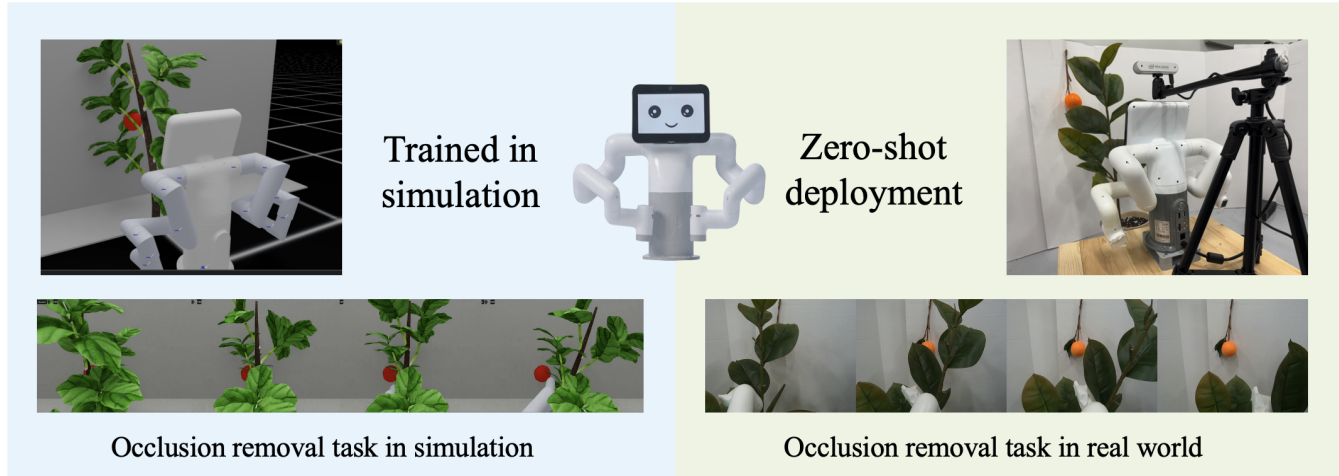 Trained in
simulation
Zero-shot
deployment
Occlusion removal task in simulation
Occlusion removal task in real world